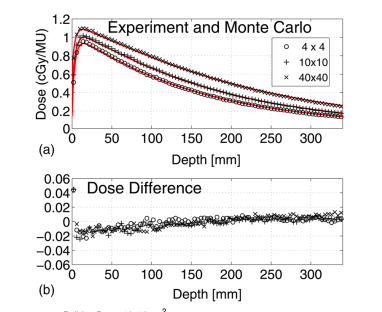 Experiment and Monte Carlo
1.2
1
0.8
0.6
0.4
0.2
0
Dose (cGy/MU)
4 x 4
10x10
40x40
0 50 100 150 200 250 300
(a)
Depth [mm]
Dose Difference
0.06
0.04
0.02
0
−0.02
−0.04
−0.06
0 50 100 150 200 250 300
(b)
Depth [mm]